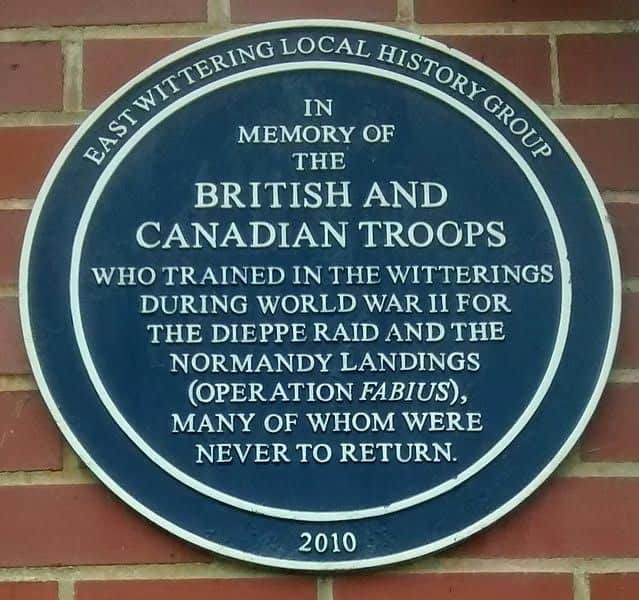 EAST WITTERING LOCAL HISTORY GROUP
IN
MEMORY OF
THE
BRITISH AND
CANADIAN TROOPS
WHO TRAINED IN THE WITTERINGS
DURING WORLD WAR II FOR
THE DIEPPE RAID AND THE
NORMANDY LANDINGS
(OPERATION FABIUS),
MANY OF WHOM WERE
NEVER TO RETURN.
2010